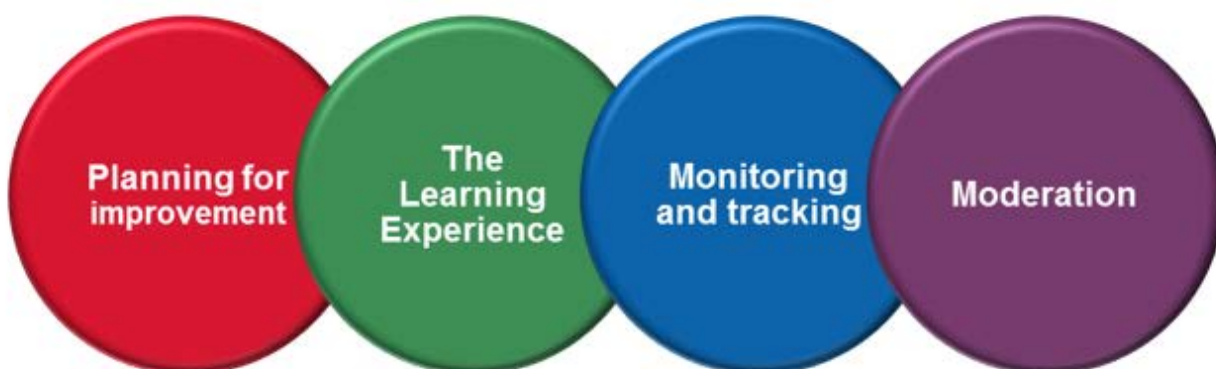 Planning for
improvement
The
Learning
Experience
Monitoring
and tracking
Moderation